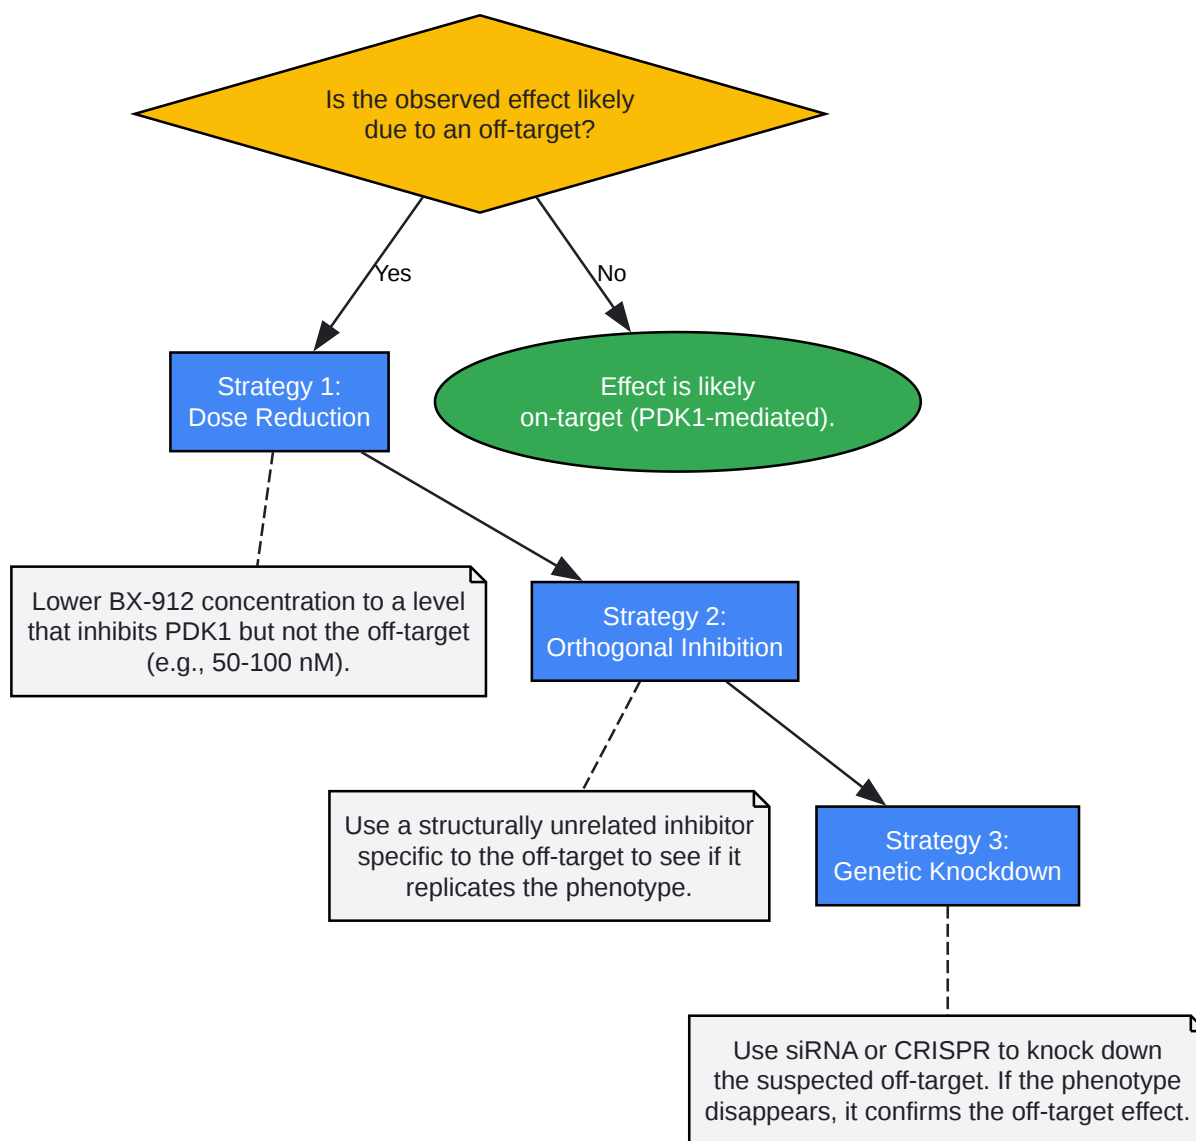 Is the observed effect likely
due to an off-target?
Yes
No
Strategy 1:
Dose Reduction
Effect is likely
on-target (PDK1-mediated).
Lower BX-912 concentration to a level
that inhibits PDK1 but not the off-target
(e.g., 50-100 nM).
Strategy 2:
Orthogonal Inhibition
Use a structurally unrelated inhibitor
specific to the off-target to see if it
replicates the phenotype.
Strategy 3:
Genetic Knockdown
Use siRNA or CRISPR to knock down
the suspected off-target. If the phenotype
disappears, it confirms the off-target effect.